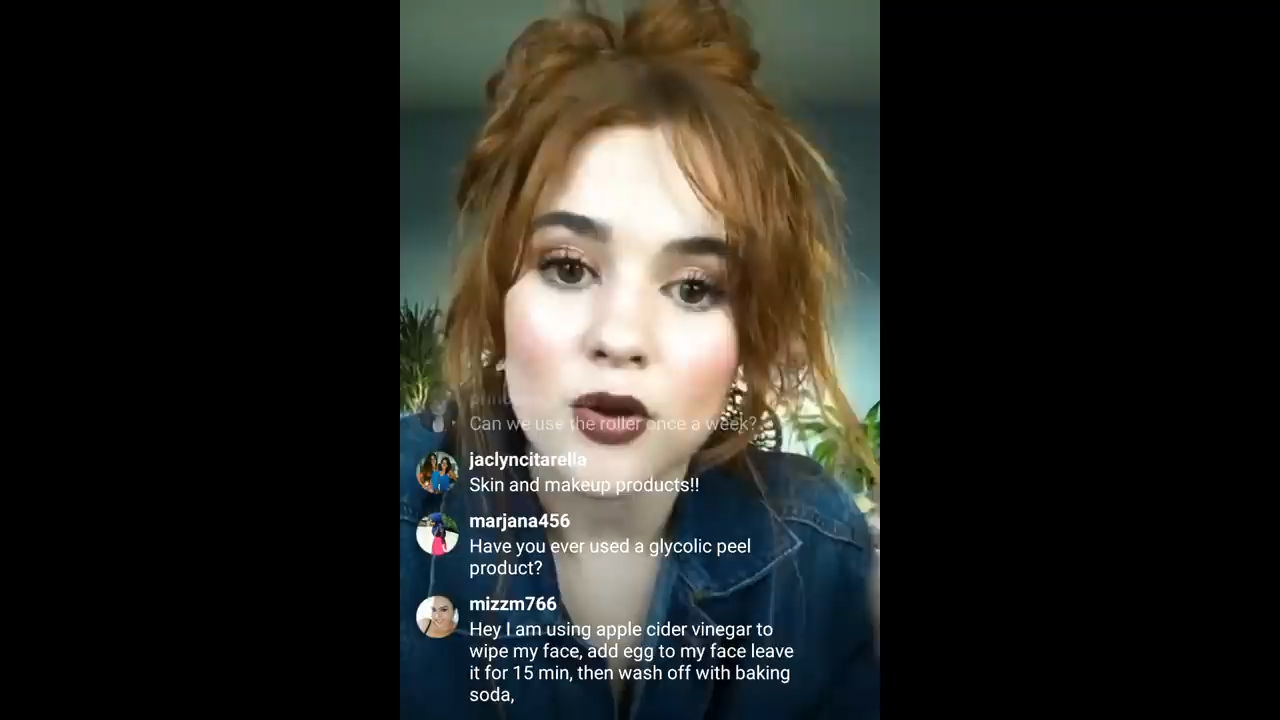 Can we use the roller once a week?
jaclyncitarella
Skin and makeup products!!
marjana456
Have you ever used a glycolic peel
product?
mizzm766
Hey I am using apple cider vinegar to
wipe my face, add egg to my face leave
it for 15 min, then wash off with baking
soda,